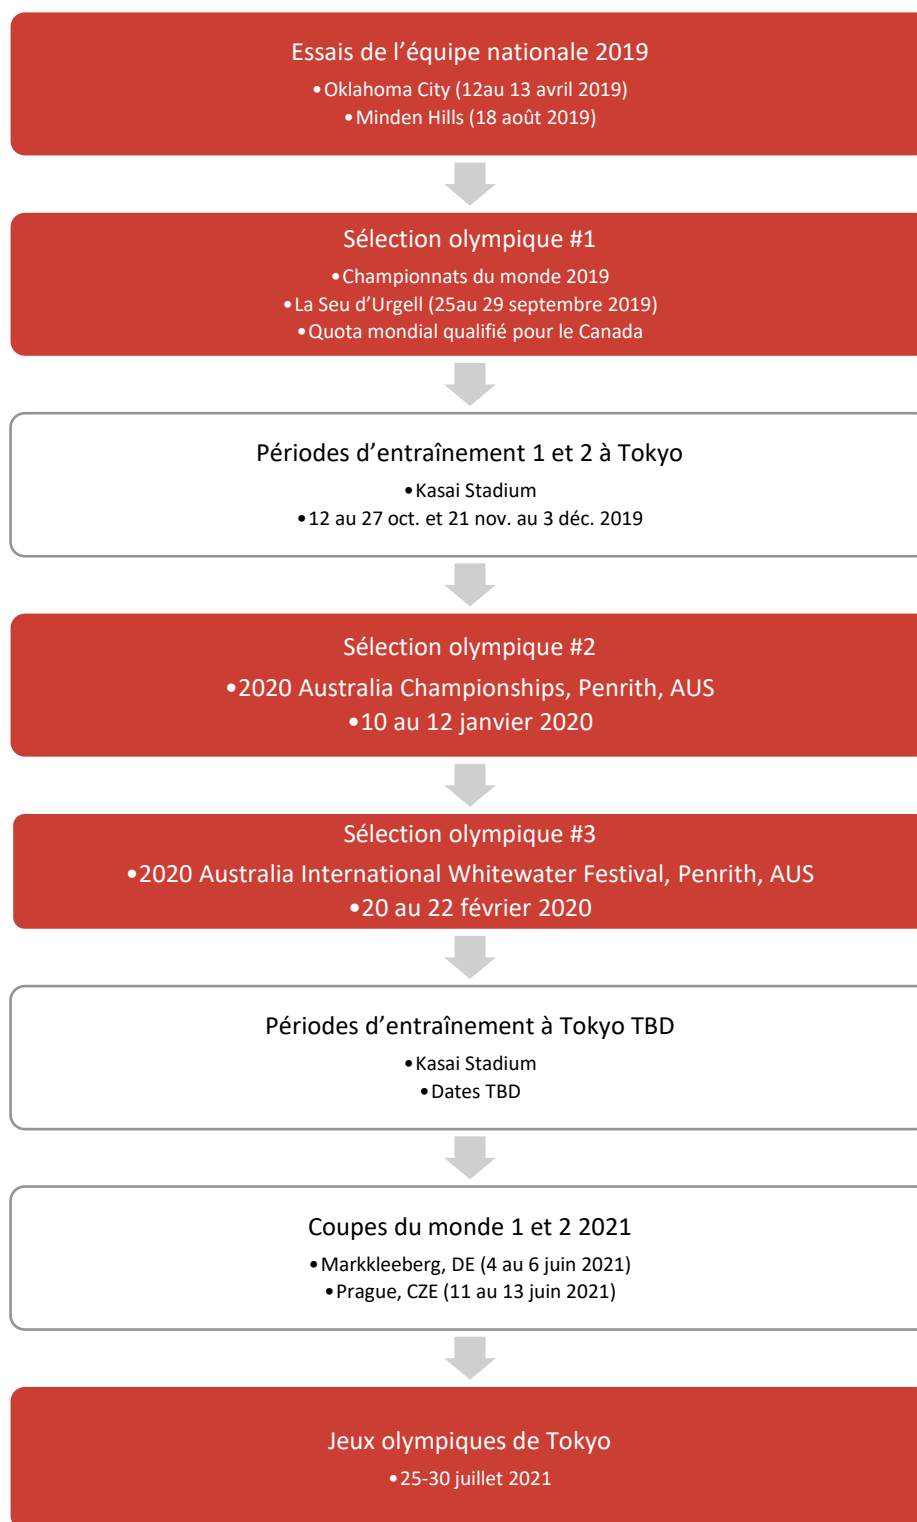 Essais de l'équipe nationale 2019
•Oklahoma City (12au 13 avril 2019)
•Minden Hills (18 août 2019)
Sélection olympique #1
•Championnats du monde 2019
•La Seu d'Urgell (25au 29 septembre 2019)
•Quota mondial qualifié pour le Canada
Périodes d'entraînement 1 et 2 à Tokyo
•Kasai Stadium
•12 au 27 oct. et 21 nov. au 3 déc. 2019
Sélection olympique #2
•2020 Australia Championships, Penrith, AUS
•10 au 12 janvier 2020
Sélection olympique #3
•2020 Australia International Whitewater Festival, Penrith, AUS
•20 au 22 février 2020
Périodes d'entraînement à Tokyo TBD
•Kasai Stadium
•Dates TBD
Coupes du monde 1 et 2 2021
•Markkleeberg, DE (4 au 6 juin 2021)
•Prague, CZE (11 au 13 juin 2021)
Jeux olympiques de Tokyo
•25-30 juillet 2021